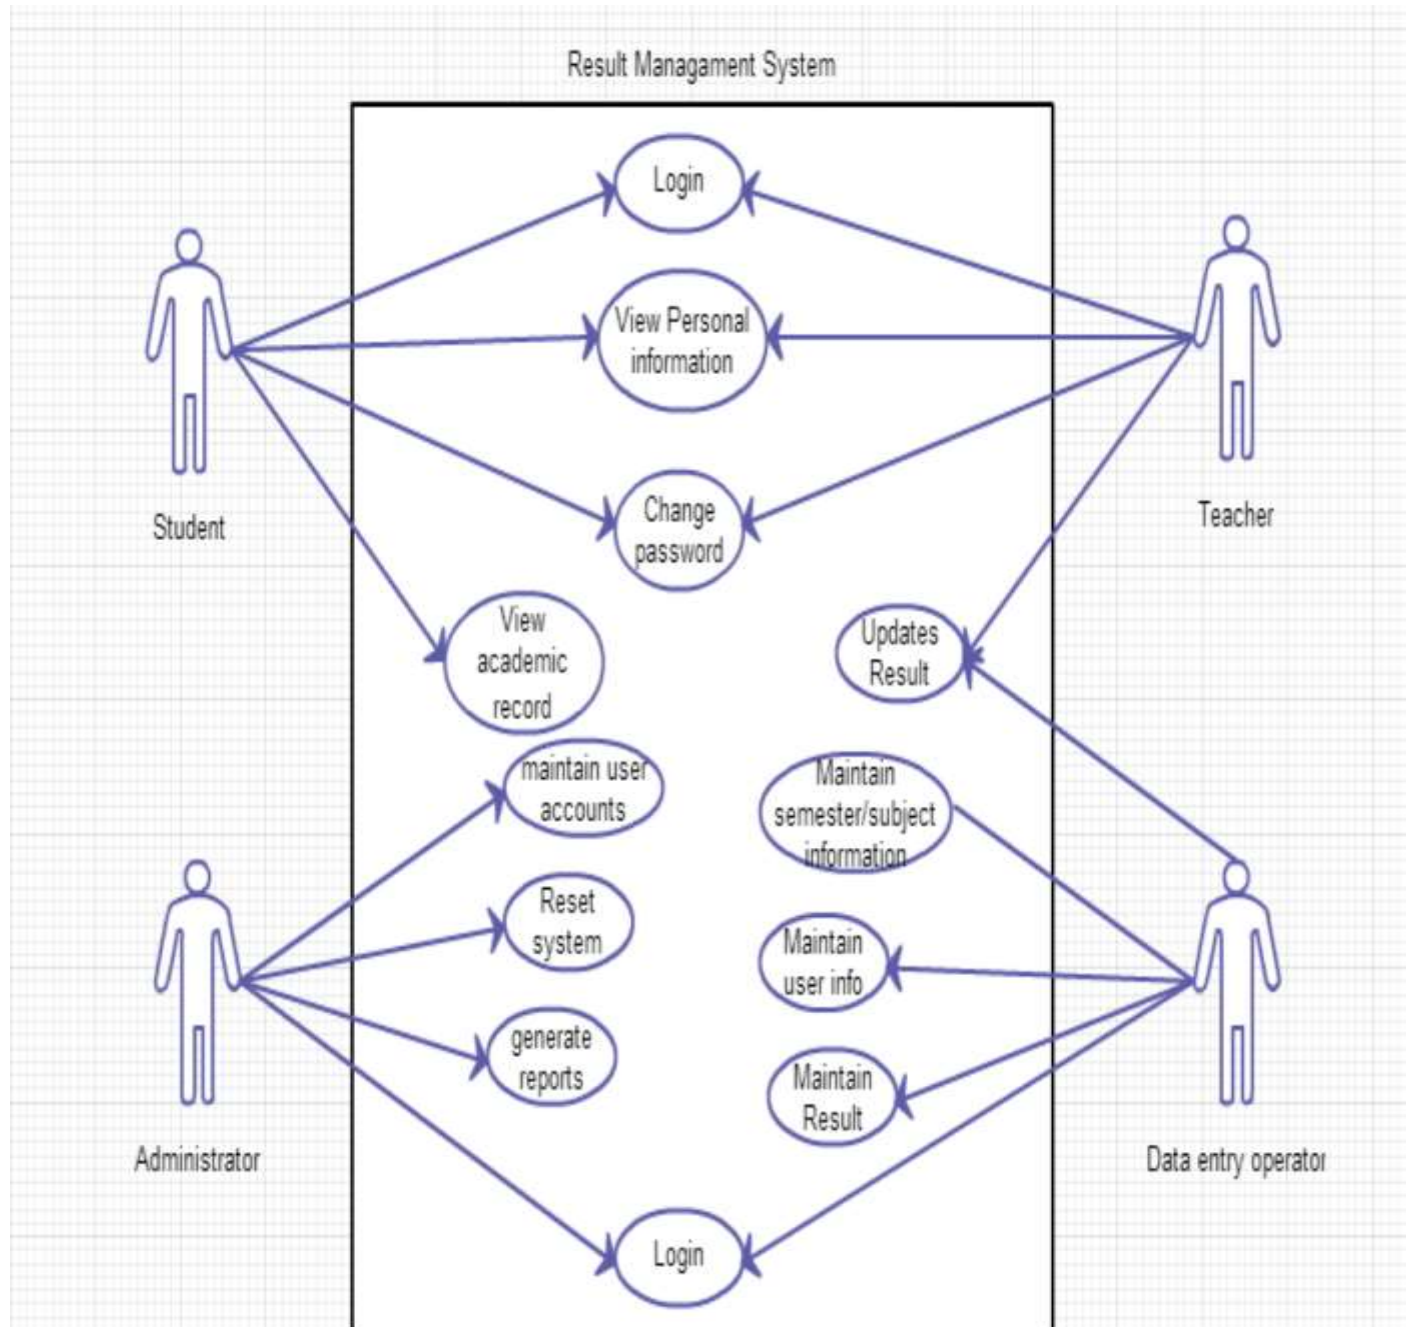 Result Managament System
Login
View Personal
information
Change
password
Student
Teacher
View
academic
record
Updates
Result
maintain user
accounts
Maintain
semester/subject
information
Reset
system
Maintain
user info
generate
reports
Maintain
Result
Administrator
Data entry operator
Login